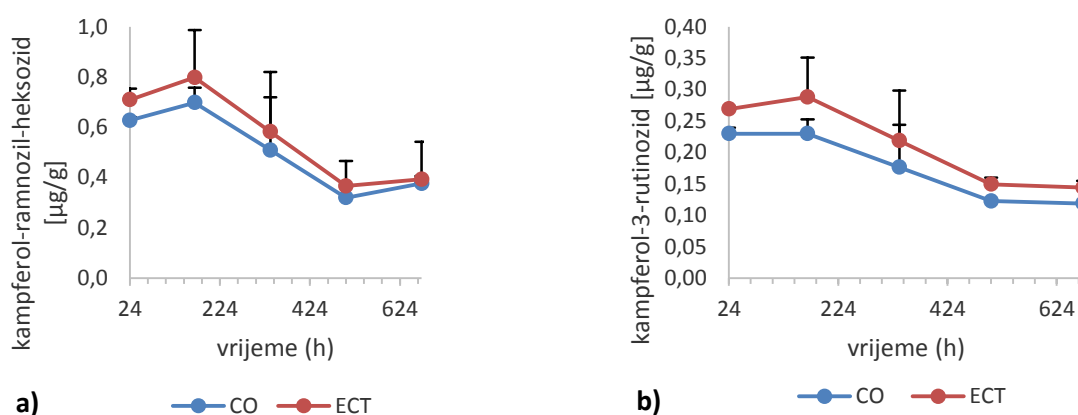 kampferol-ramnozil-heksozid
[µg/g]
1,0
0,8
0,6
0,4
0,2
0,0
24 224 424 624
vrijeme (h)
a)
CO ECT
kampferol-3-rutinozid [µg/g]
0,40
0,35
0,30
0,25
0,20
0,15
0,10
0,05
0,00
24 224 424 624
vrijeme (h)
b)
CO ECT